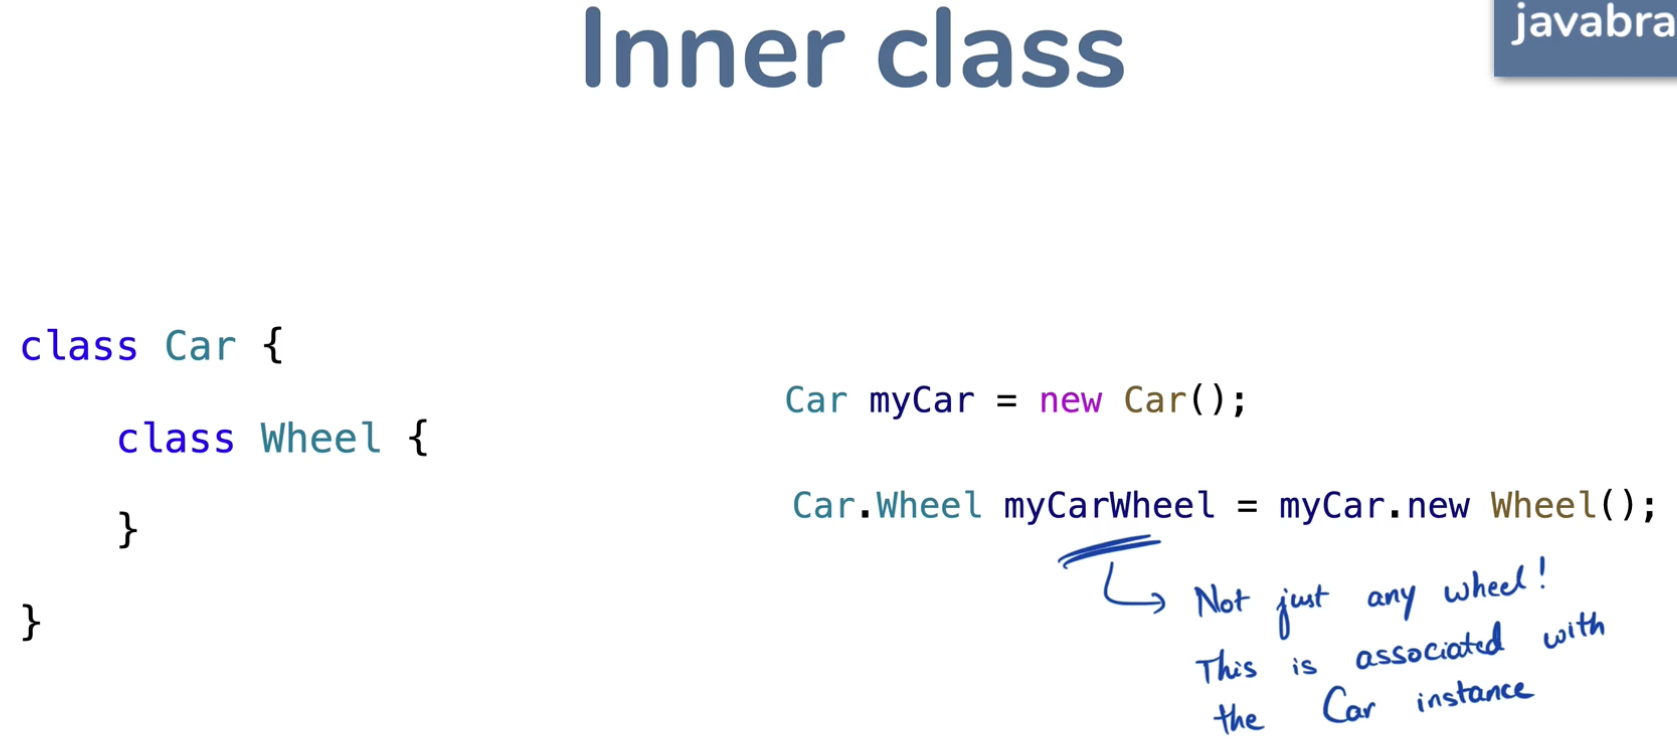 Inner class
javabra
class Car {
class Wheel {
}
}
Car myCar = new Car();
Car.Wheel myCarWheel = myCar.new Wheel();
Not just any wheel!
This is associated with
the Car instance